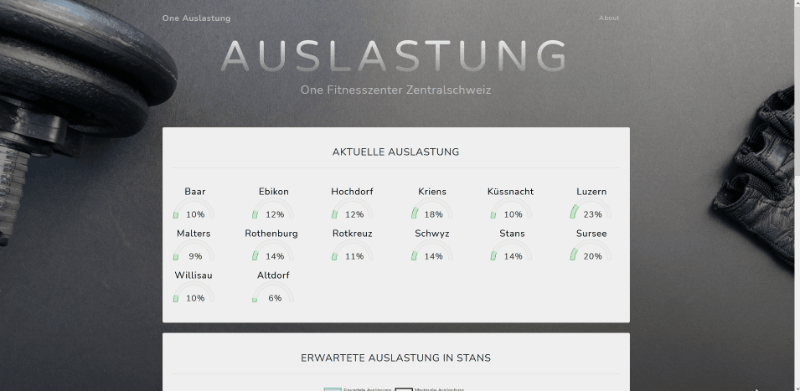 One Auslastung
About
AUSLASTUNG
One Fitnesszenter Zentralschweiz
AKTUELLE AUSLASTUNG
Baar Ebikon Hochdorf Kriens Küssnacht Luzern
10% 12% 12% 18% 10% 23%
Malters Rothenburg Rotkreuz Schwyz Stans Sursee
9% 14% 11% 14% 14% 20%
Willisau Altdorf
10% 6%
ERWARTETE AUSLASTUNG IN STANS